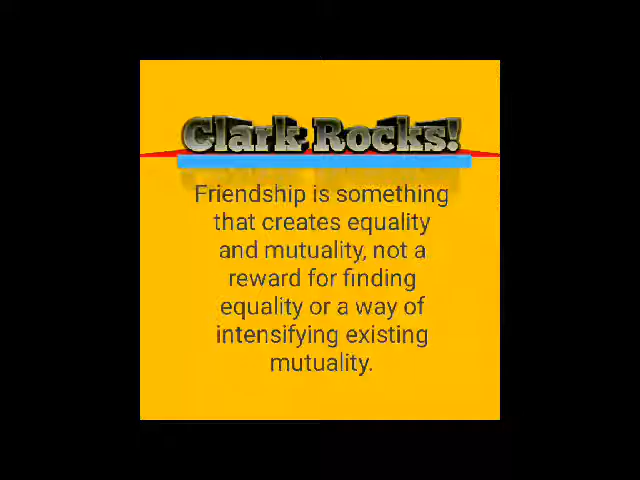 Clark Rocks!
Friendship is something
that creates equality
and mutuality, not a
reward for finding
equality or a way of
intensifying existing
mutuality.